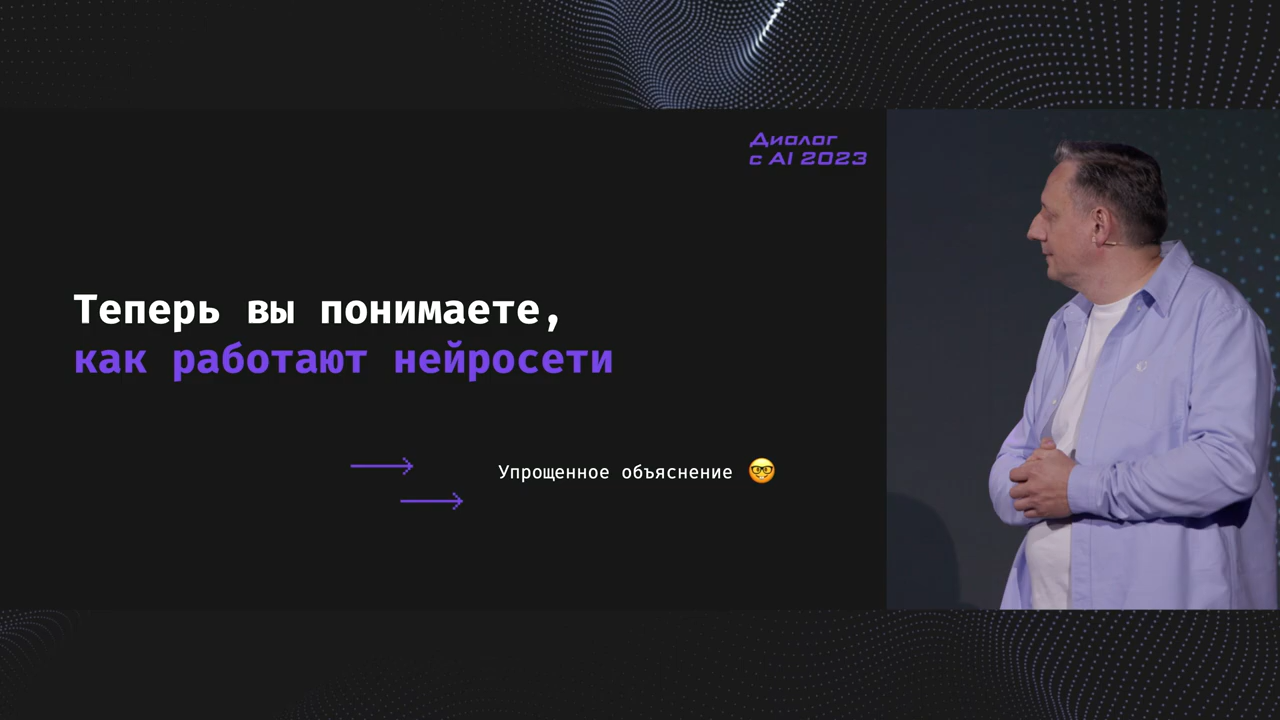 Диалог
с AI 2023
Теперь вы понимаете,
как работают нейросети
Упрощенное объяснение